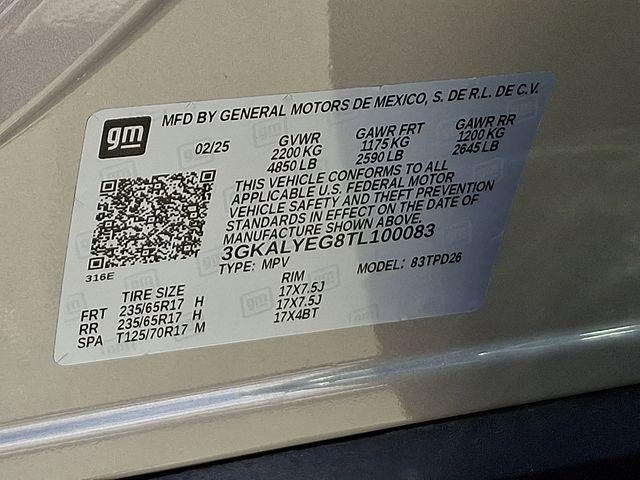 gm
MFD BY GENERAL MOTORS DE MEXICO, S. DE R.L. DE C.V.
02/25 GVWR GAWR FRT GAWR RR
2200 KG 1175 KG 1200 KG
4850 LB 2590 LB 2645 LB
THIS VEHICLE CONFORMS TO ALL
APPLICABLE U.S. FEDERAL MOTOR
VEHICLE SAFETY AND THEFT PREVENTION
STANDARDS IN EFFECT ON THE DATE OF
MANUFACTURE SHOWN ABOVE.
3GKALYEG8TL100083
316E
TYPE: MPV MODEL: 83TPD26
TIRE SIZE RIM
FRT 235/65R17 H 17X7.5J
RR 235/65R17 H 17X7.5J
SPA T125/70R17 M 17X4BT